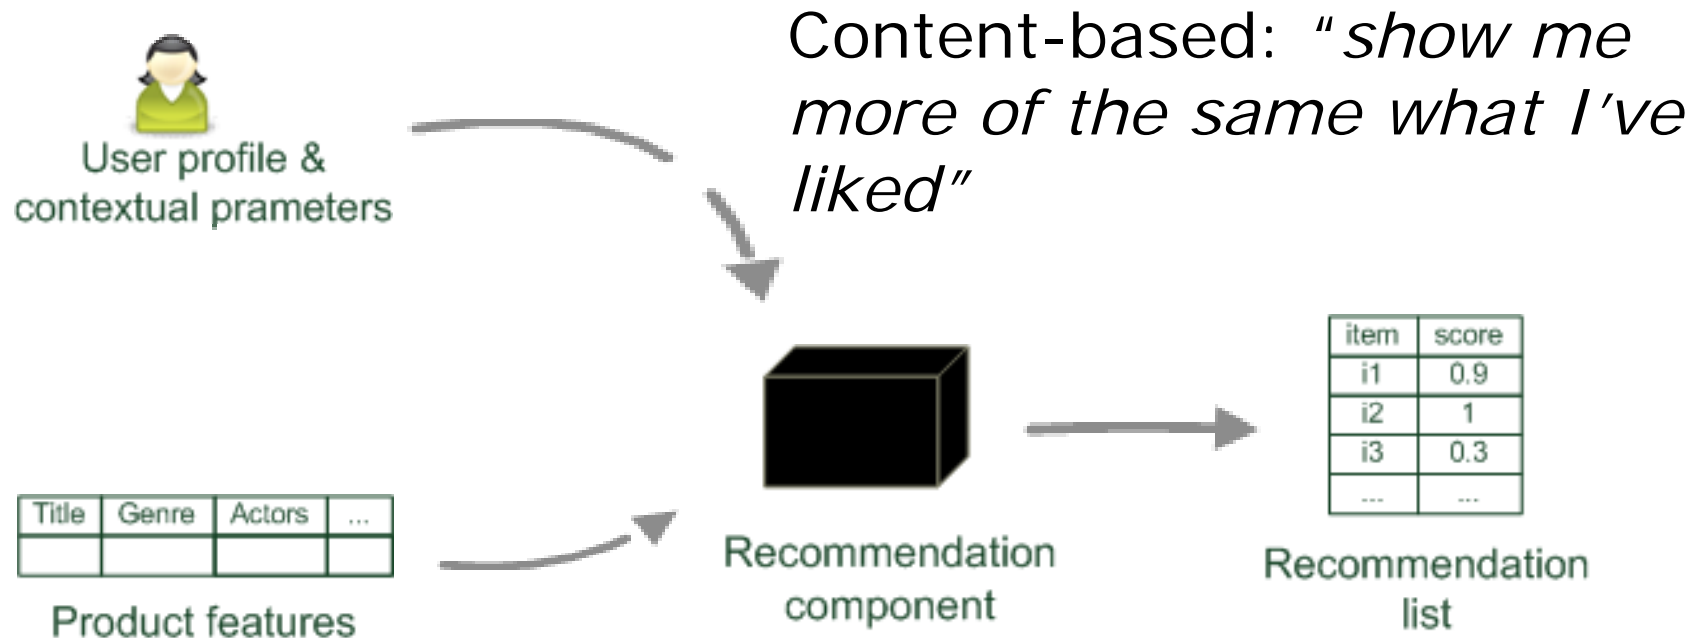 Content-based: "show me
more of the same what I've
liked"
User profile &
contextual prameters
item score
i1 0.9
i2 1
i3 0.3
... ...
Title Genre Actors ...
Product features
Recommendation
component
Recommendation
list